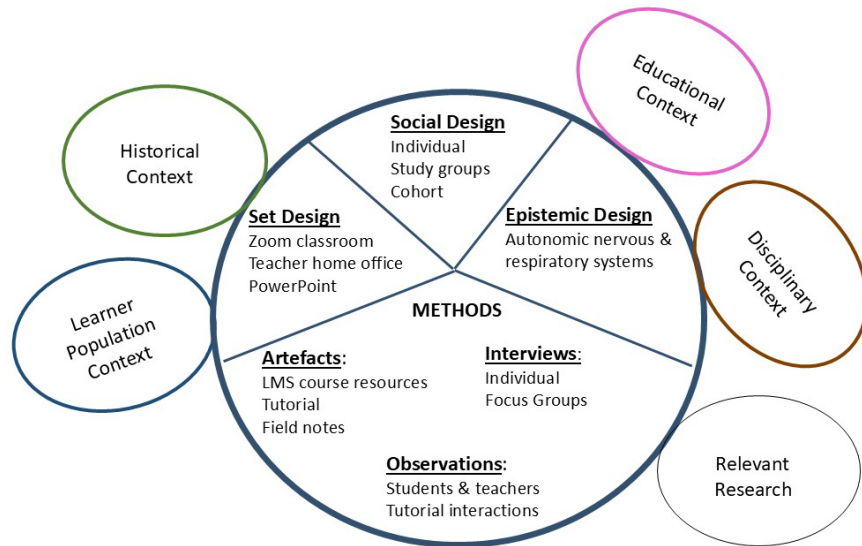 Educational
Context
Historical
Context
Social Design
Individual
Study groups
Cohort
Set Design
Zoom classroom
Teacher home office
PowerPoint
Epistemic Design
Autonomic nervous &
respiratory systems
Disciplinary
Context
Learner
Population
Context
METHODS
Artefacts:
LMS course resources
Tutorial
Field notes
Interviews:
Individual
Focus Groups
Observations:
Students & teachers
Tutorial interactions
Relevant
Research